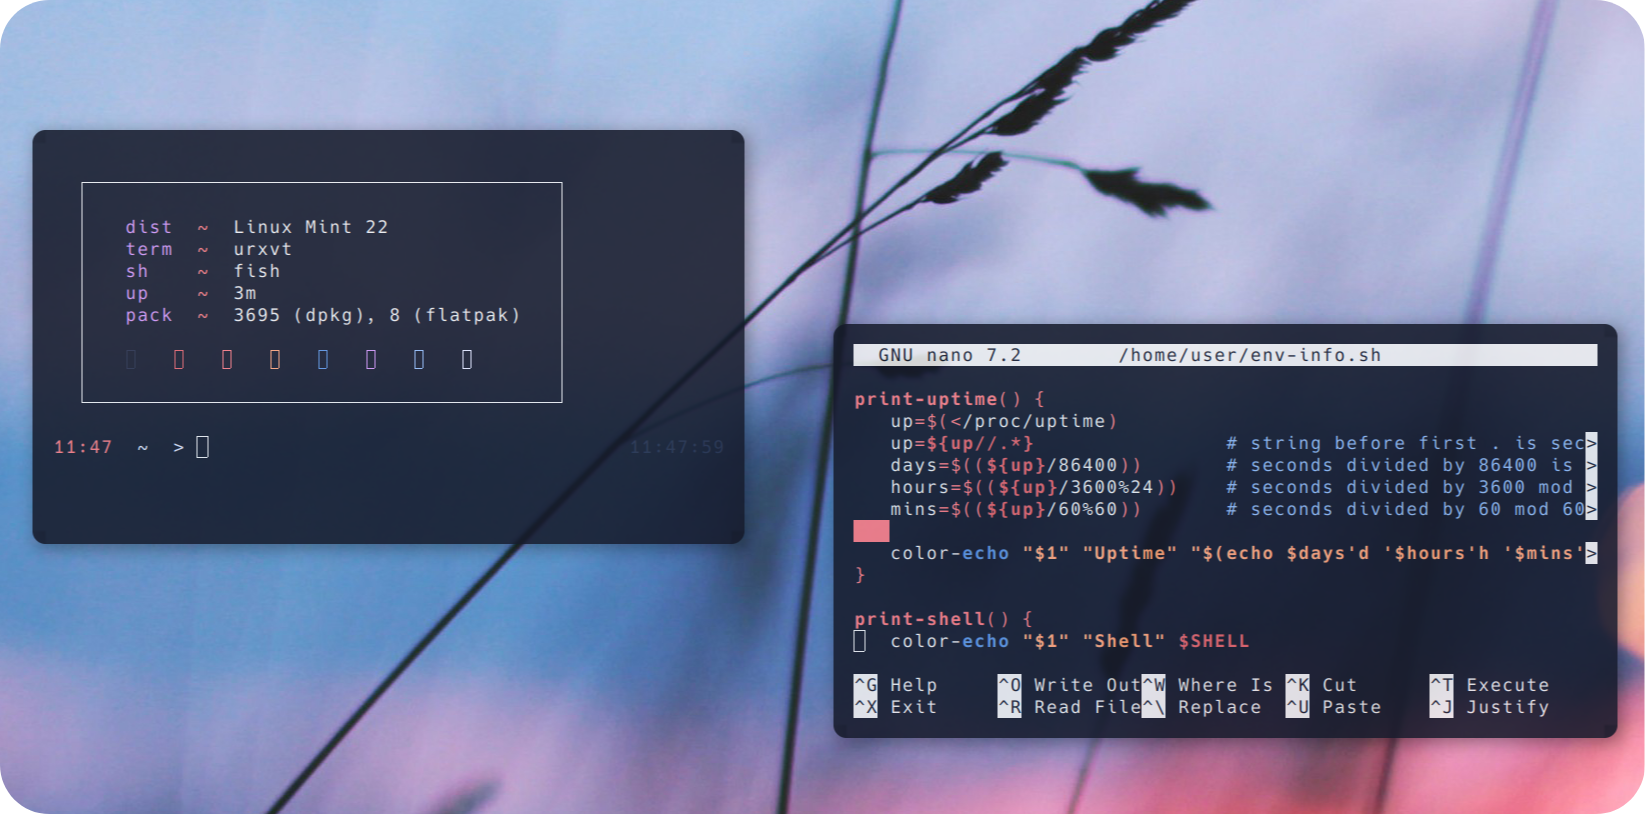 dist ~ Linux Mint 22
term ~ urxvt
sh ~ fish
up ~ 3m
pack ~ 3695 (dpkg), 8 (flatpak)
11:47 ~ > 11:47:59
GNU nano 7.2 /home/user/env-info.sh
print-uptime() {
up=$(</proc/uptime)
up=${up//.*} # string before first . is sec>
days=$((${up}/86400)) # seconds divided by 86400 is >
hours=$((${up}/3600%24)) # seconds divided by 3600 mod >
mins=$((${up}/60%60)) # seconds divided by 60 mod 60>
color-echo "$1" "Uptime" "$(echo $days'd '$hours'h '$mins'>
}
print-shell() {
color-echo "$1" "Shell" $SHELL
^G Help ^O Write Out ^W Where Is ^K Cut ^T Execute
^X Exit ^R Read File ^\ Replace ^U Paste ^J Justify